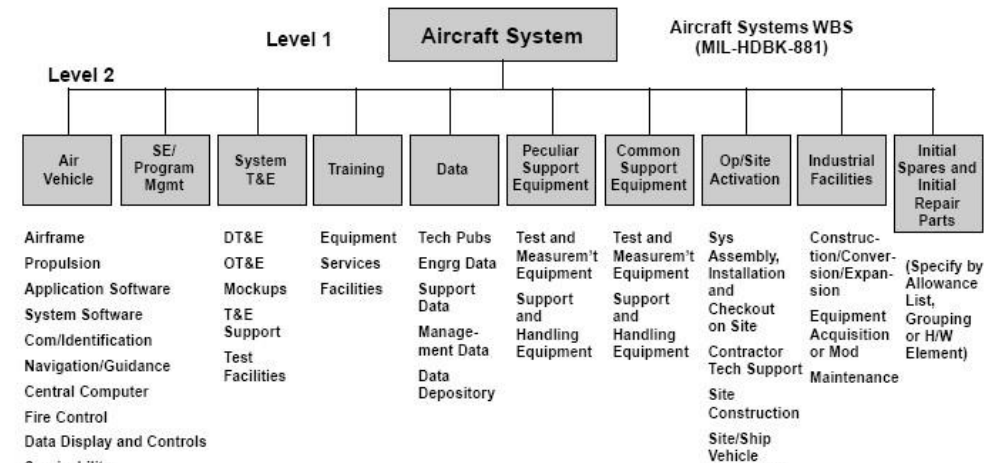 Level 1
Aircraft System
Aircraft Systems WBS
(MIL-HDBK-881)
Level 2
Air
Vehicle
SE/
Program
Mgmt
System
T&E
Training
Data
Peculiar
Support
Equipment
Common
Support
Equipment
Op/Site
Activation
Industrial
Facilities
Initial
Spares and
Initial
Repair
Parts
Airframe
Propulsion
Application Software
System Software
Com/Identification
Navigation/Guidance
Central Computer
Fire Control
Data Display and Controls
DT&E
OT&E
Mockups
T&E
Support
Test
Facilities
Equipment
Services
Facilities
Tech Pubs
Engrg Data
Support
Data
Manage-
ment Data
Data
Depository
Test and
Measurem't
Equipment
Support
and
Handling
Equipment
Test and
Measurem't
Equipment
Support
and
Handling
Equipment
Sys
Assembly,
Installation
and
Checkout
on Site
Contractor
Tech Support
Site
Construction
Site/Ship
Vehicle
Construc-
tion/Conver-
sion/Expan-
sion
Equipment
Acquisition
or Mod
Maintenance
(Specify by
Allowance
List,
Grouping
or H/W
Element)